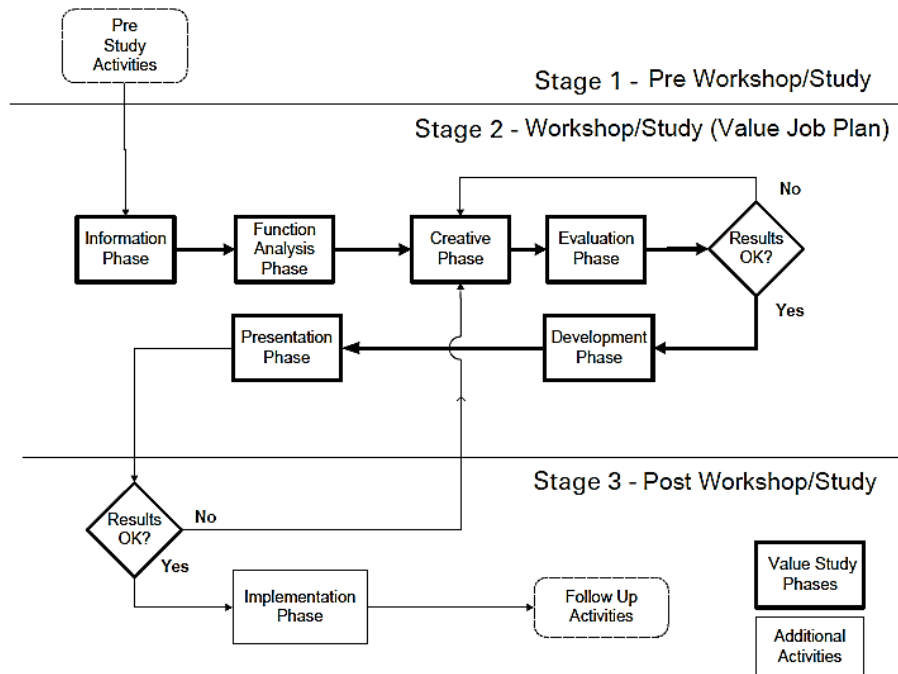 Pre
Study
Activities
Stage 1 - Pre Workshop/Study
Stage 2 - Workshop/Study (Value Job Plan)
No
Information
Phase
Function
Analysis
Phase
Creative
Phase
Evaluation
Phase
Results
OK?
Yes
Presentation
Phase
Development
Phase
Stage 3 - Post Workshop/Study
Results
OK?
No
Yes
Implementation
Phase
Follow Up
Activities
Value Study
Phases
Additional
Activities